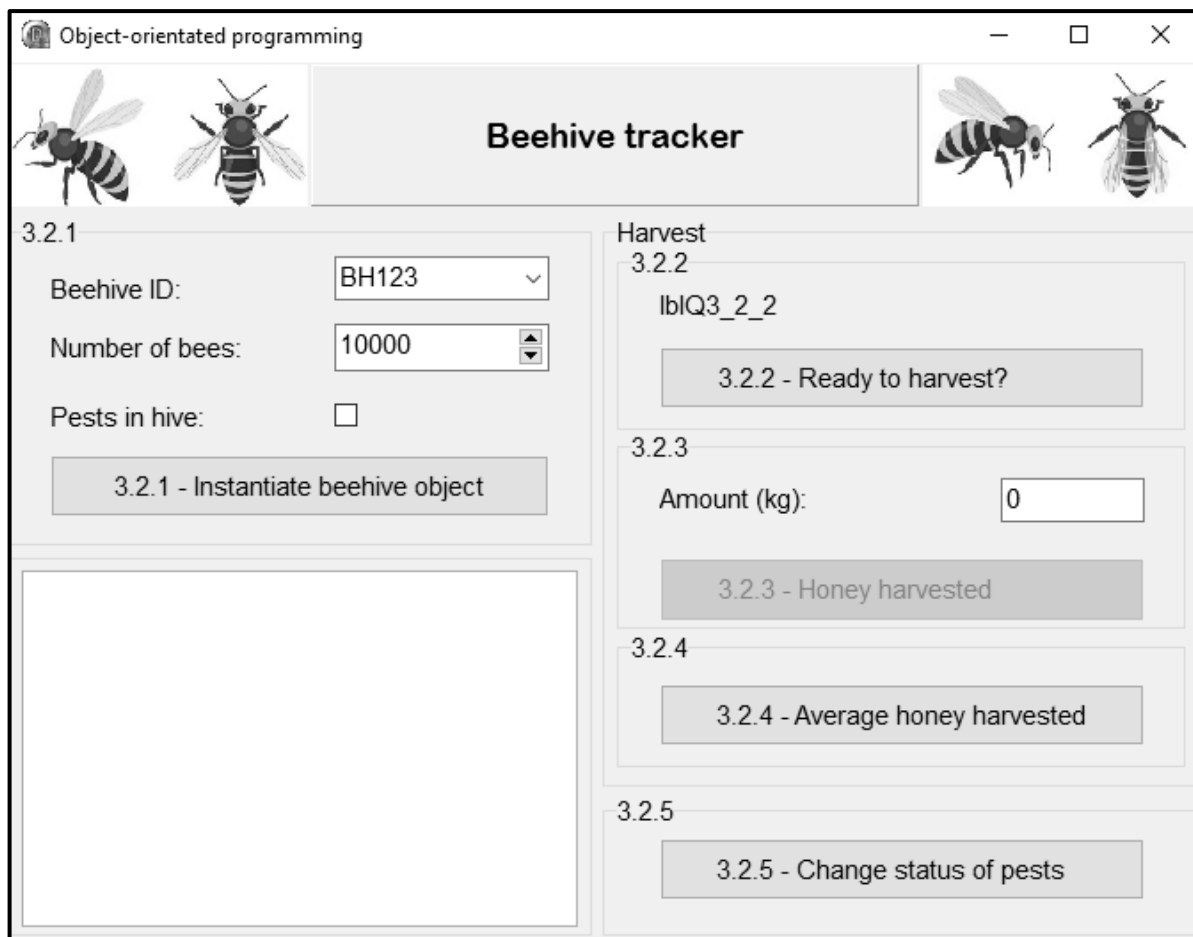 Object-orientated programming
Beehive tracker
3.2.1
Beehive ID:
BH123
Number of bees:
10000
Pests in hive:
3.2.1 - Instantiate beehive object
Harvest
3.2.2
lblQ3_2_2
3.2.2 - Ready to harvest?
3.2.3
Amount (kg):
0
3.2.3 - Honey harvested
3.2.4
3.2.4 - Average honey harvested
3.2.5
3.2.5 - Change status of pests